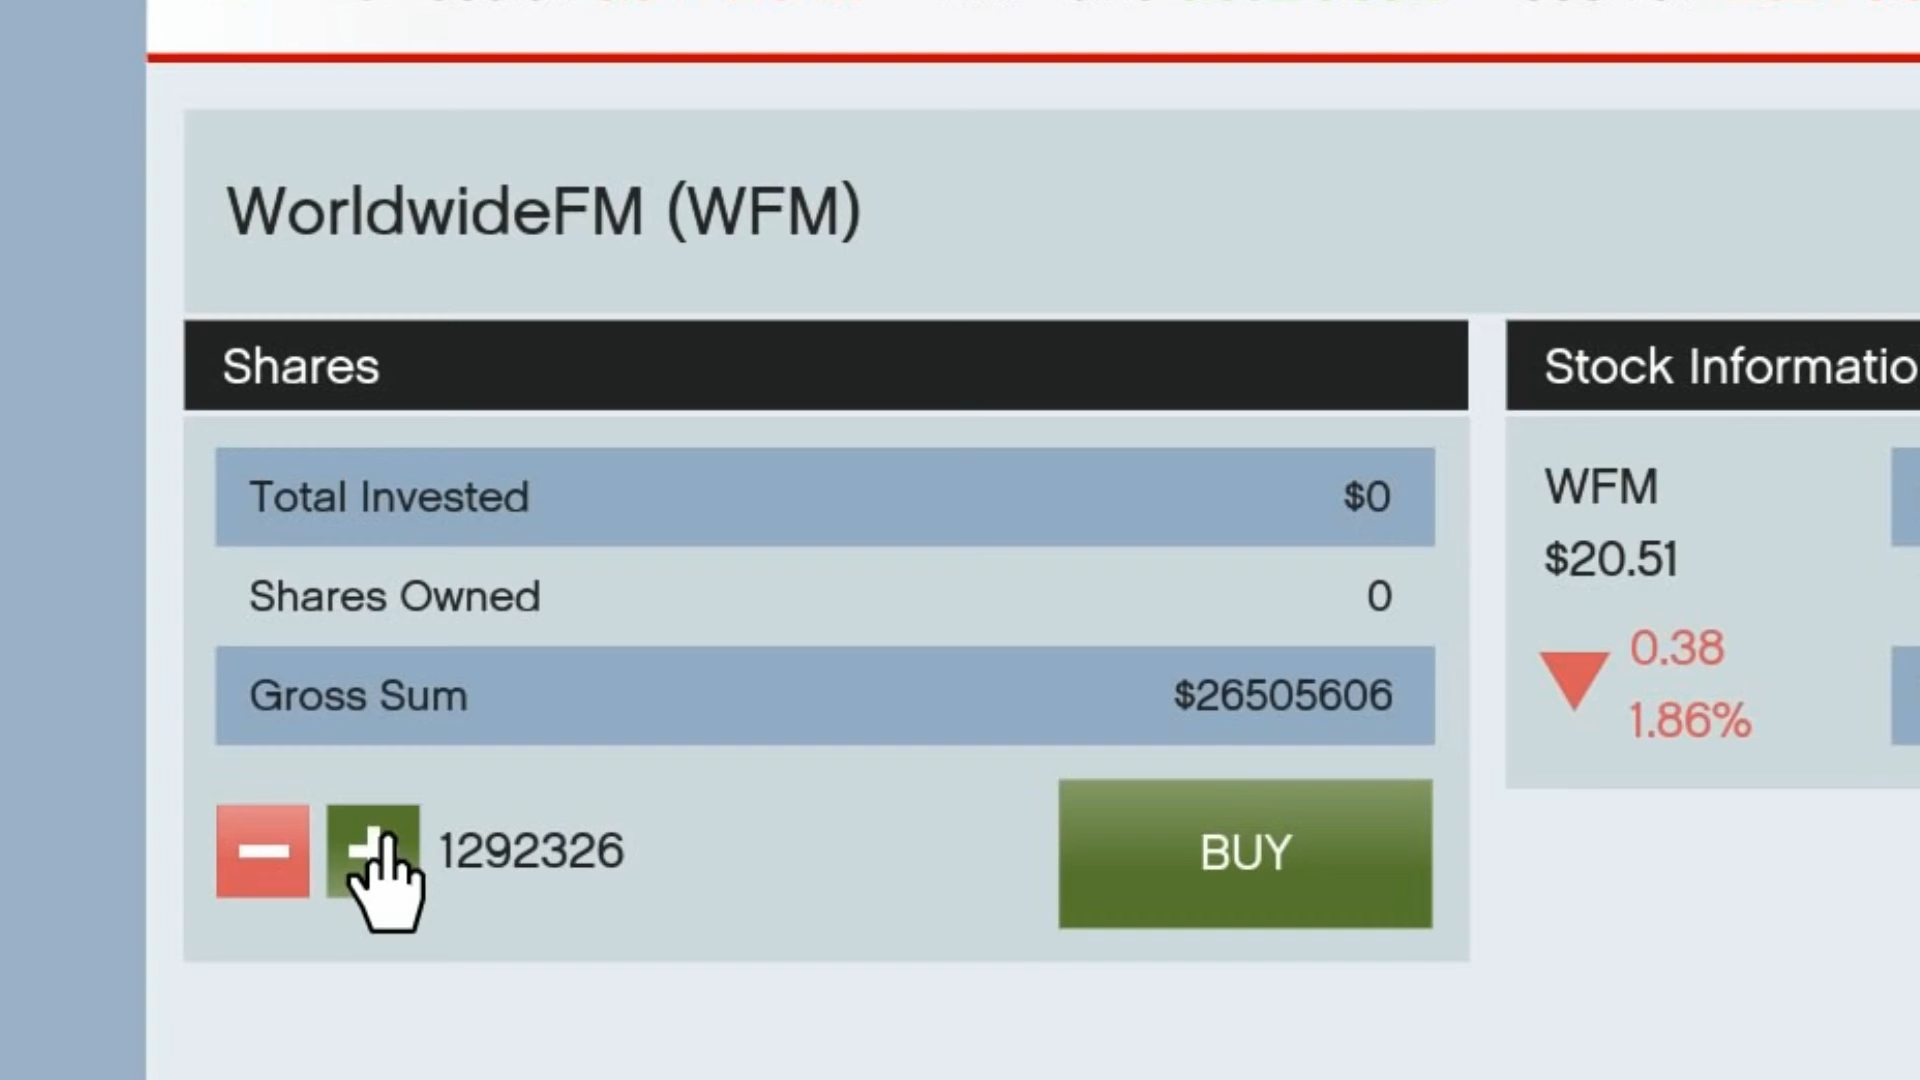 WorldwideFM (WFM)
Shares
Total Invested $0
Shares Owned 0
Gross Sum $26505606
1292326
BUY
Stock Informatio
WFM
$20.51
0.38
1.86%